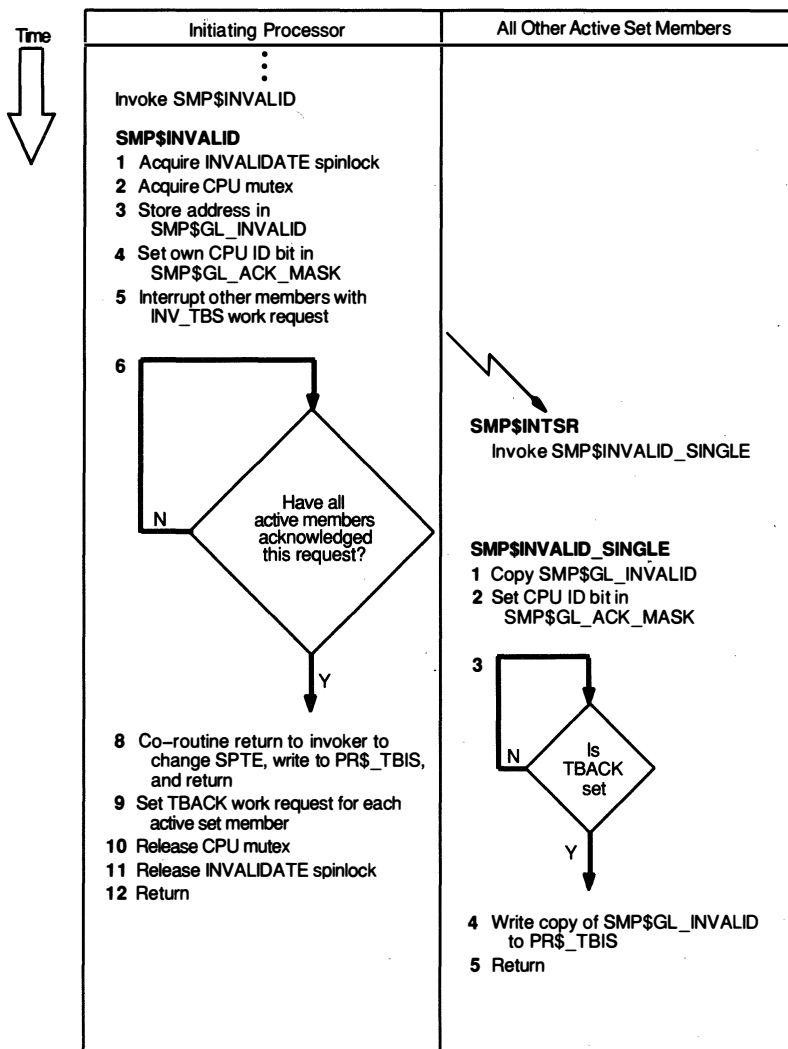 Time
Initiating Processor
All Other Active Set Members
Invoke SMP$INVALID
SMP$INVALID
1 Acquire INVALIDATE spinlock
2 Acquire CPU mutex
3 Store address in
SMP$GL_INVALID
4 Set own CPU ID bit in
SMP$GL_ACK_MASK
5 Interrupt other members with
INV_TBS work request
6
Have all
active members
acknowledged
this request?
N
Y
8 Co-routine return to invoker to
change SPTE, write to PR$_TBIS,
and return
9 Set TBACK work request for each
active set member
10 Release CPU mutex
11 Release INVALIDATE spinlock
12 Return
SMP$INTSR
Invoke SMP$INVALID_SINGLE
SMP$INVALID_SINGLE
1 Copy SMP$GL_INVALID
2 Set CPU ID bit in
SMP$GL_ACK_MASK
3
Is
TBACK
set
N
Y
4 Write copy of SMP$GL_INVALID
to PR$_TBIS
5 Return